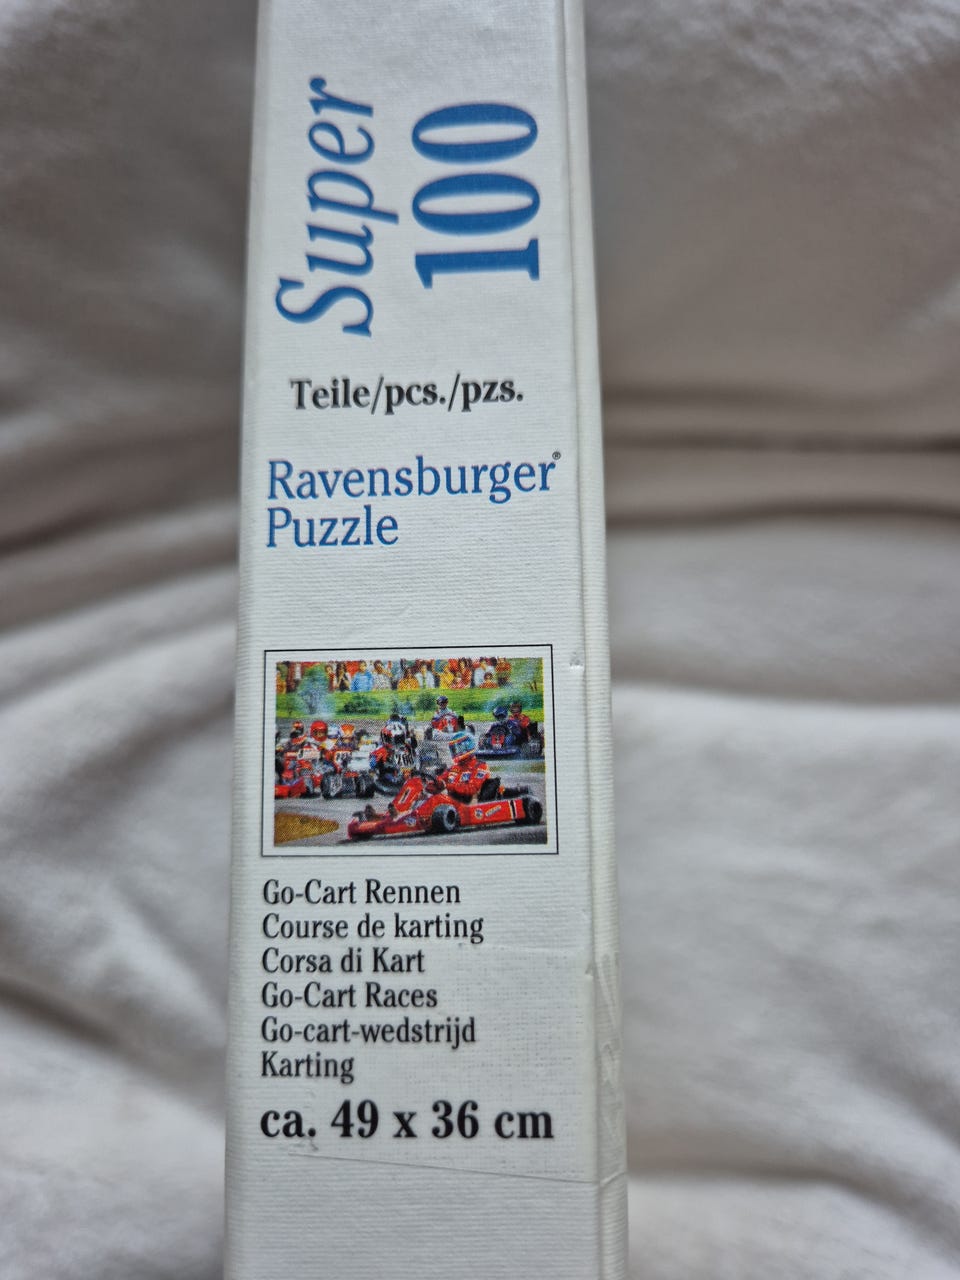 Super
100
Teile/pcs./pzs.
Ravensburger®
Puzzle
Go-Cart Rennen
Course de karting
Corsa di Kart
Go-Cart Races
Go-cart-wedstrijd
Karting
ca. 49 x 36 cm